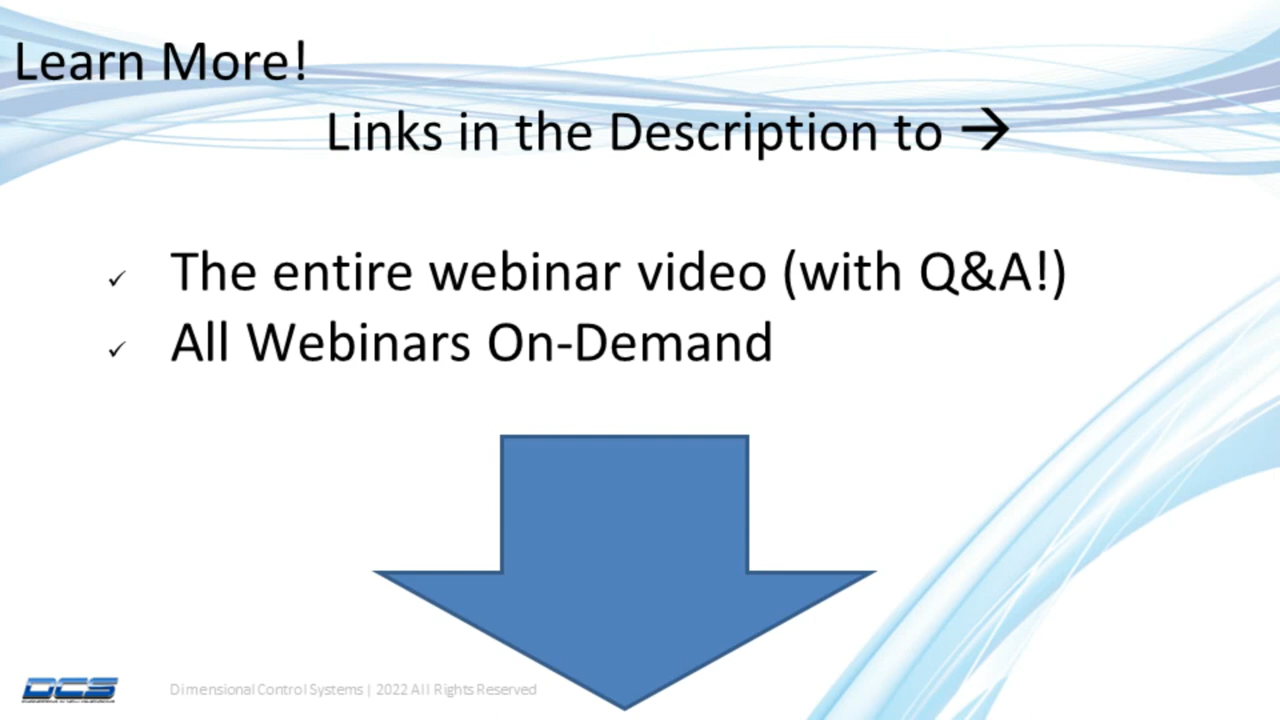 Learn More!
Links in the Description to →
✓ The entire webinar video (with Q&A!)
✓ All Webinars On-Demand
DCS
Dimensional Control Systems | 2022 All Rights Reserved